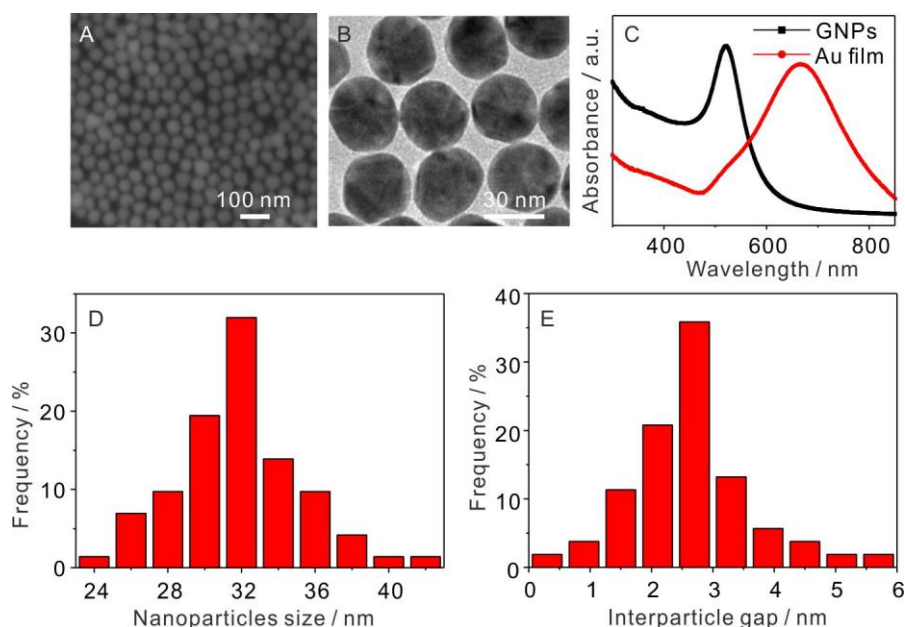 A
100 nm
B
30 nm
C
GNPs
Au film
Absorbance / a.u.
400
600
800
Wavelength / nm
D
Frequency / %
30
20
10
0
24
28
32
36
40
Nanoparticles size / nm
E
Frequency / %
40
30
20
10
0
0
1
2
3
4
5
6
Interparticle gap / nm